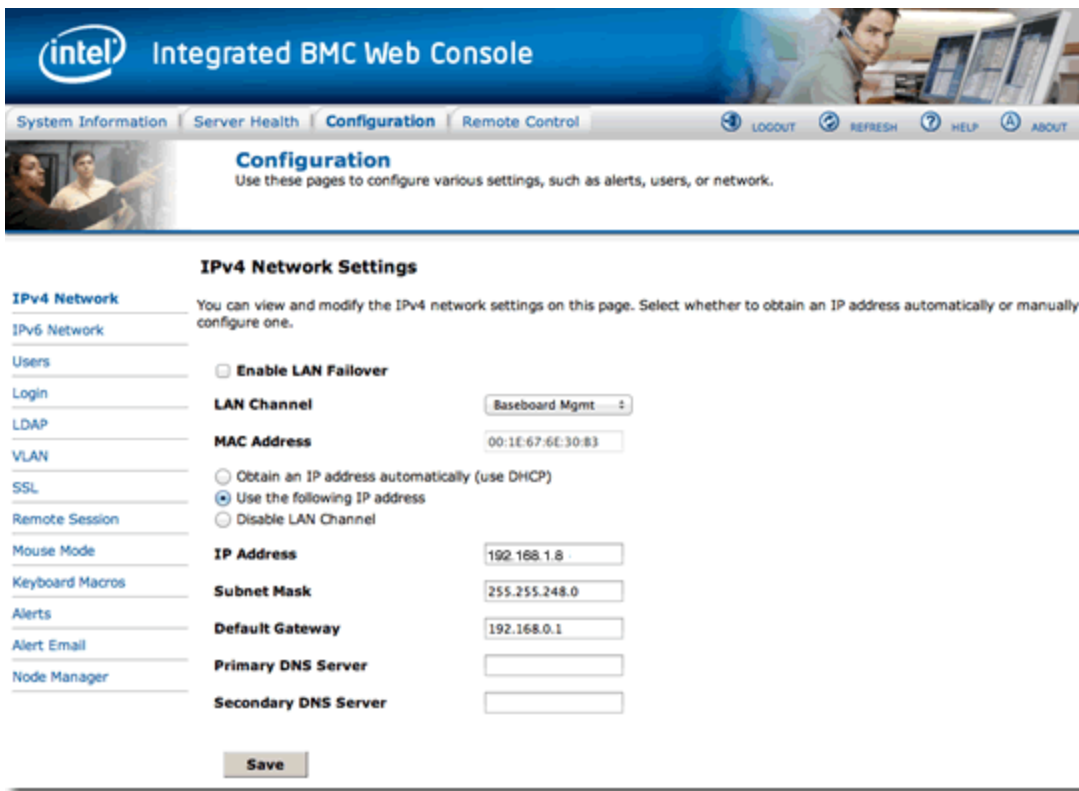 intel Integrated BMC Web Console
System Information Server Health Configuration Remote Control LOGOUT REFRESH HELP A ABOUT
Configuration
Use these pages to configure various settings, such as alerts, users, or network.
IPv4 Network Settings
IPv4 Network
IPv6 Network
Users
Login
LDAP
VLAN
SSL
Remote Session
Mouse Mode
Keyboard Macros
Alerts
Alert Email
Node Manager
You can view and modify the IPv4 network settings on this page. Select whether to obtain an IP address automatically or manually
configure one.
Enable LAN Failover
LAN Channel Baseboard Mgmt
MAC Address 00:1E:67:6E:30:B3
Obtain an IP address automatically (use DHCP)
Use the following IP address
Disable LAN Channel
IP Address 192.168.1.8
Subnet Mask 255.255.248.0
Default Gateway 192.168.0.1
Primary DNS Server
Secondary DNS Server
Save